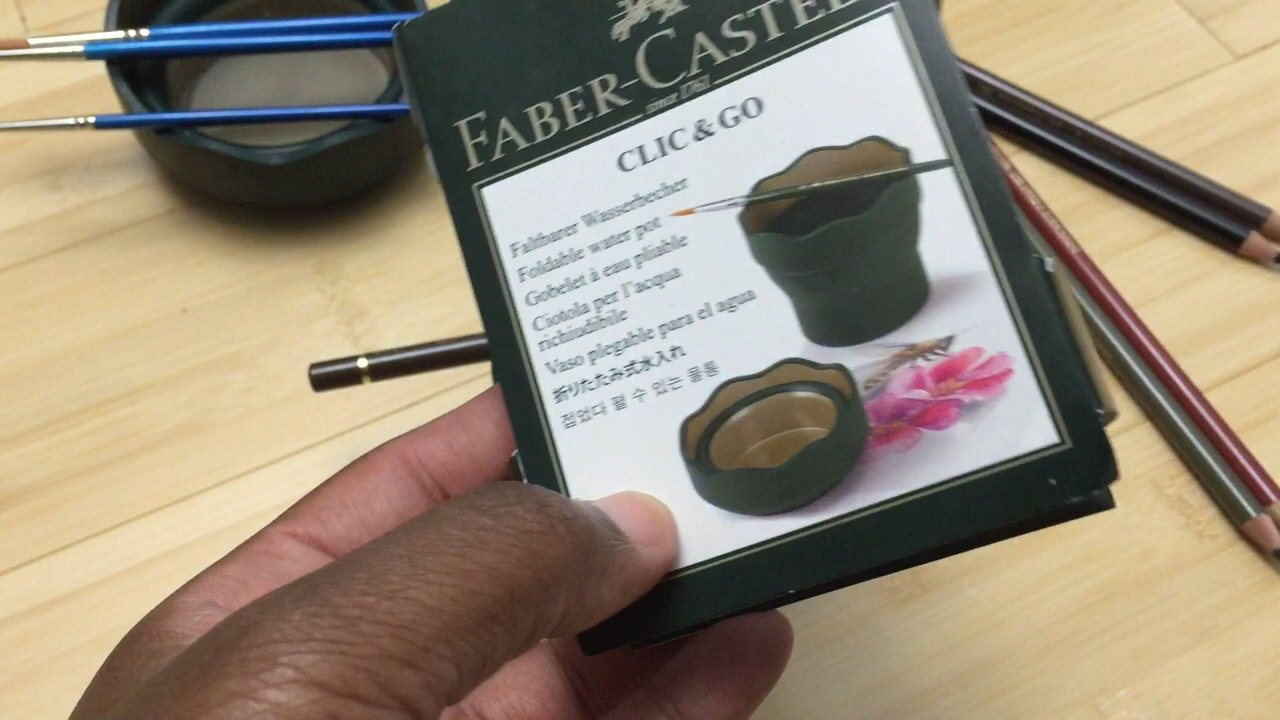 FABER-CASTEL
since 1761
CLIC & GO
Faltbarer Wasserbecher
Foldable water pot
Gobelet à eau pliable
Ciotola per l'acqua
richiudibile
Vaso plegable para el agua
折りたたみ式水入れ
접었다 펼 수 있는 물통